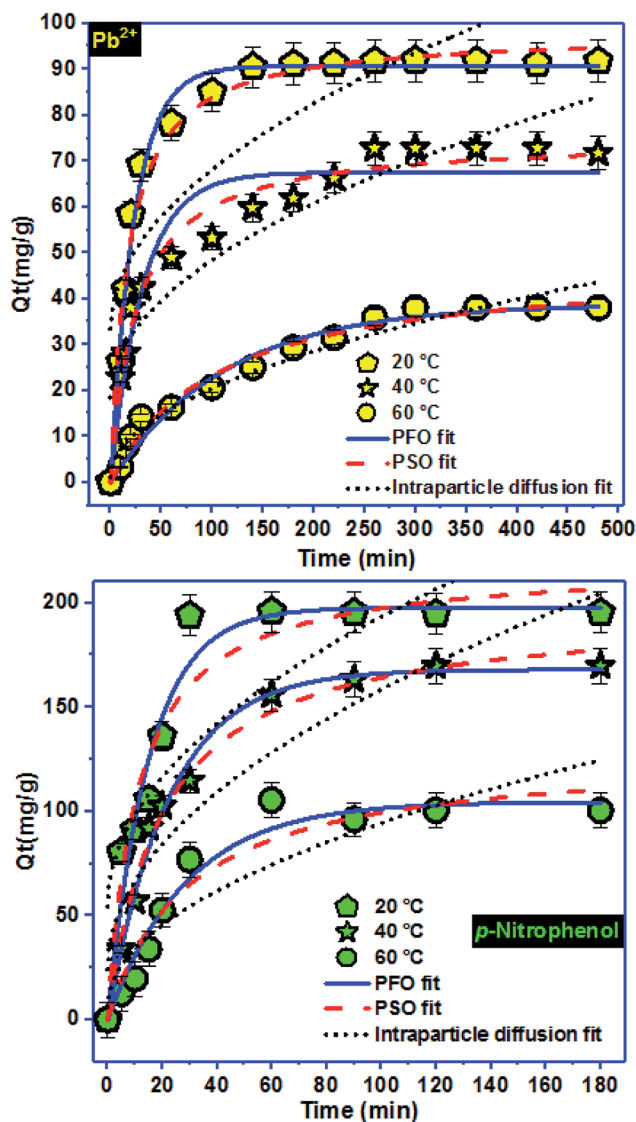 Pb2+
100
90
80
70
60
50
40
30
20
10
0
Qt(mg/g)
20 °C
40 °C
60 °C
PFO fit
PSO fit
Intraparticle diffusion fit
0 50 100 150 200 250 300 350 400 450 500
Time (min)
200
150
100
50
0
Qt(mg/g)
20 °C
40 °C
60 °C
PFO fit
PSO fit
Intraparticle diffusion fit
p-Nitrophenol
0 20 40 60 80 100 120 140 160 180
Time (min)